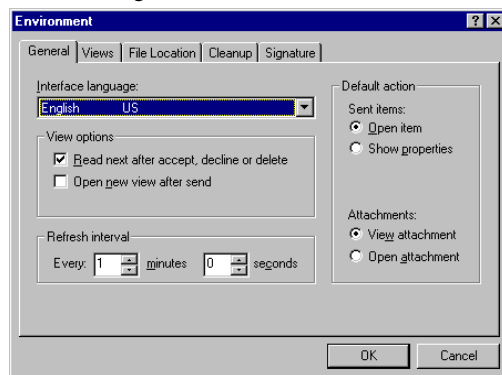 Environment
General Views File Location Cleanup Signature
Interface language:
English US
View options
Read next after accept, decline or delete
Open new view after send
Refresh interval
Every: 1 minutes 0 seconds
Default action
Sent items:
Open item
Show properties
Attachments:
View attachment
Open attachment
OK Cancel